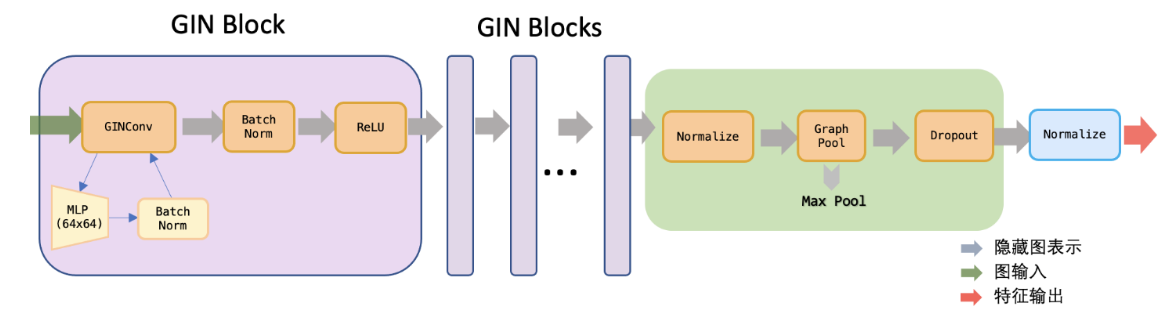 GIN Block
GIN Blocks
GINConv
Batch
Norm
ReLU
MLP
(64x64)
Batch
Norm
...
Normalize
Graph
Pool
Dropout
Max Pool
Normalize
隐藏图表示
图输入
特征输出